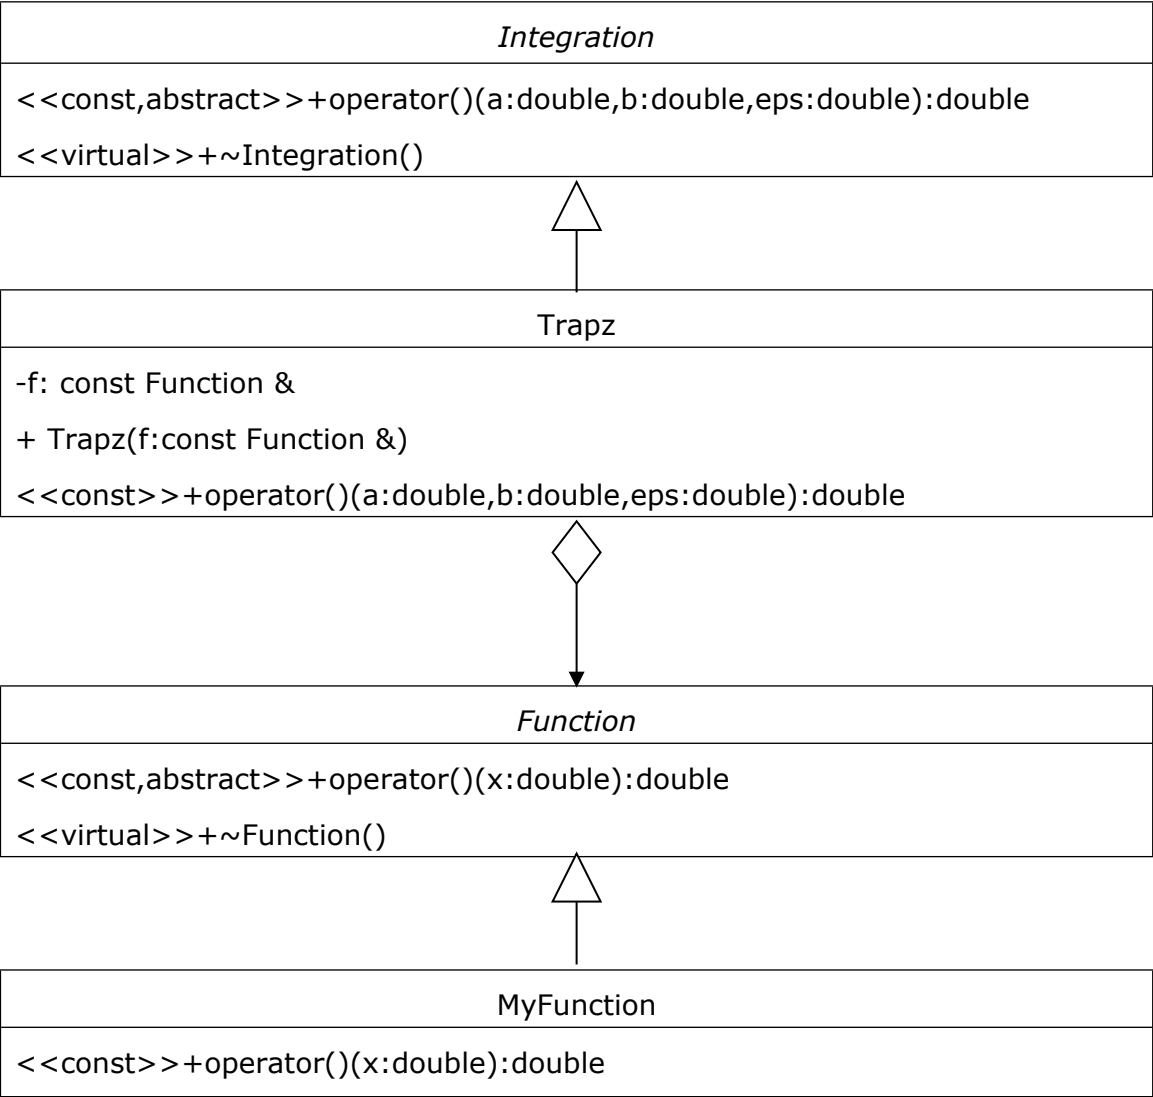 Integration
<<const,abstract>>+operator()(a:double,b:double,eps:double):double
<<virtual>>+~Integration()
Trapz
-f: const Function &
+ Trapz(f:const Function &)
<<const>>+operator()(a:double,b:double,eps:double):double
Function
<<const,abstract>>+operator()(x:double):double
<<virtual>>+~Function()
MyFunction
<<const>>+operator()(x:double):double